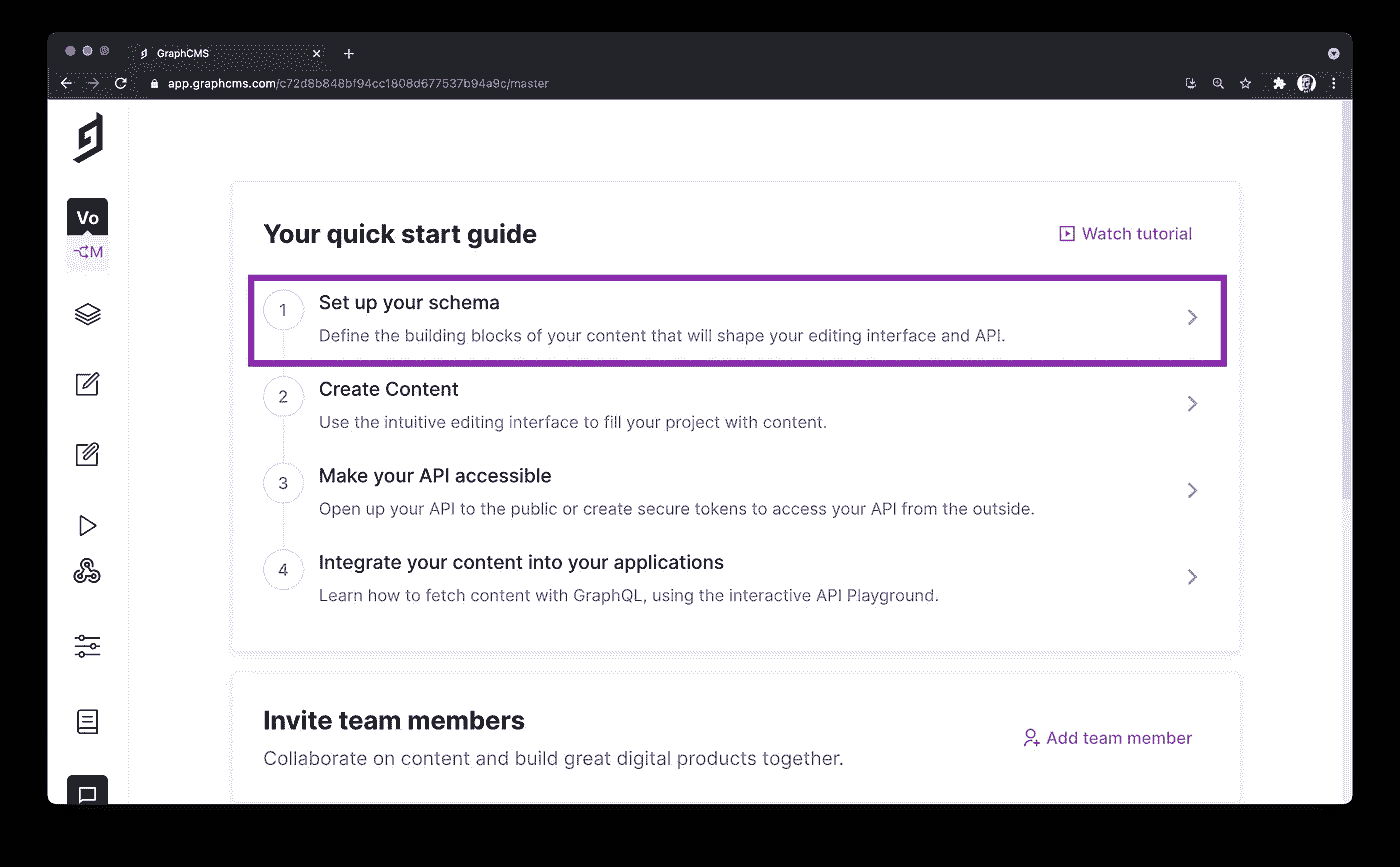 GraphCMS
app.graphcms.com/c72d8b848bf94cc1808d677537b94a9c/master
Vo
M
Your quick start guide
Watch tutorial
1
Set up your schema
Define the building blocks of your content that will shape your editing interface and API.
2
Create Content
Use the intuitive editing interface to fill your project with content.
3
Make your API accessible
Open up your API to the public or create secure tokens to access your API from the outside.
4
Integrate your content into your applications
Learn how to fetch content with GraphQL, using the interactive API Playground.
Invite team members
Add team member
Collaborate on content and build great digital products together.